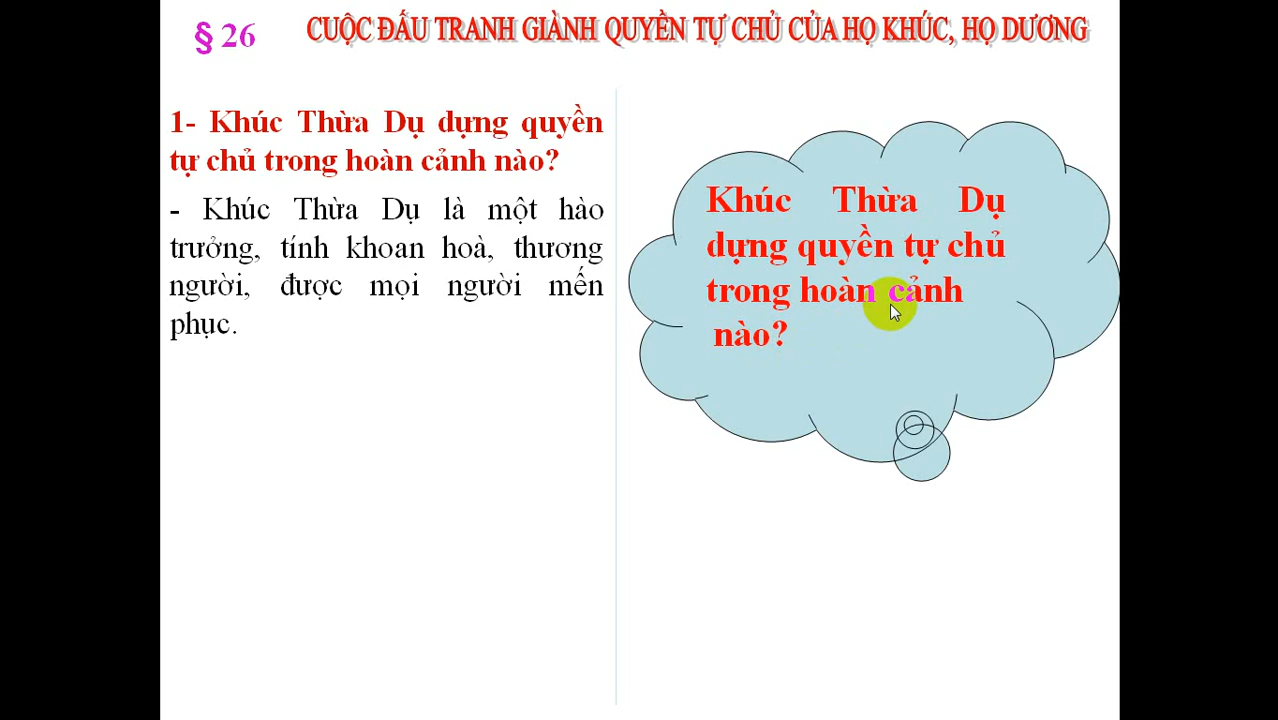 § 26
CUỘC ĐẤU TRANH GIÀNH QUYỀN TỰ CHỦ CỦA HỌ KHÚC, HỌ DƯƠNG
1- Khúc Thừa Dụ dựng quyền
tự chủ trong hoàn cảnh nào?
- Khúc Thừa Dụ là một hào
trưởng, tính khoan hoà, thương
người, được mọi người mến
phục.
Khúc Thừa Dụ
dựng quyền tự chủ
trong hoàn cảnh
nào?